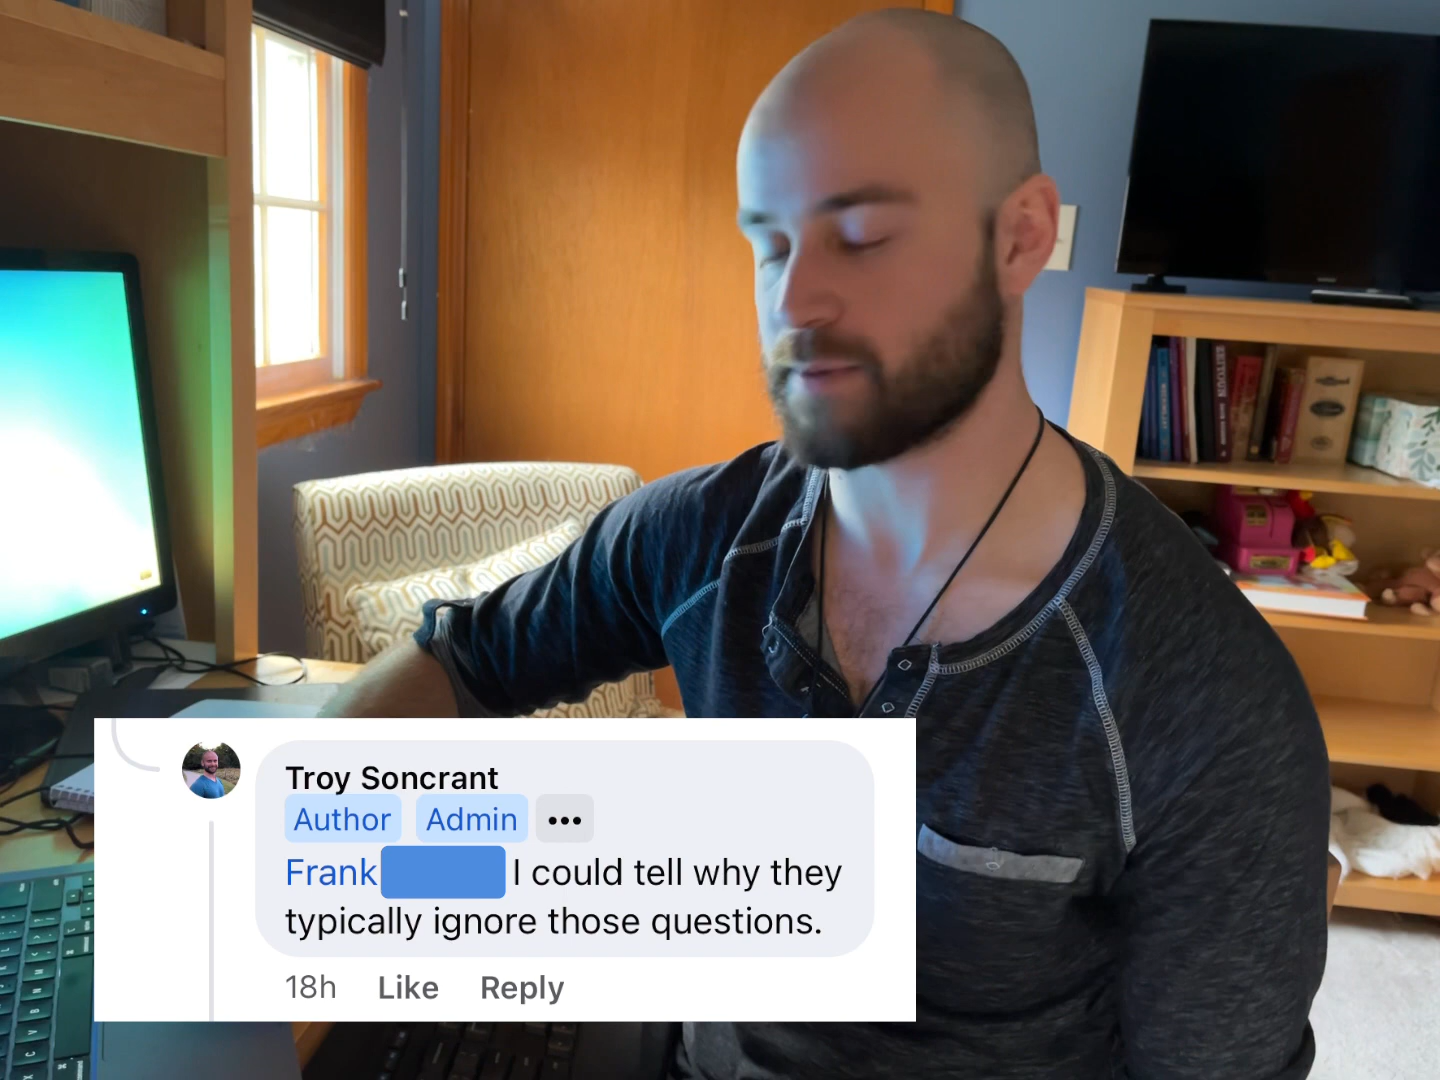 Troy Soncrant
Author Admin •••
Frank I could tell why they
typically ignore those questions.
18h Like Reply